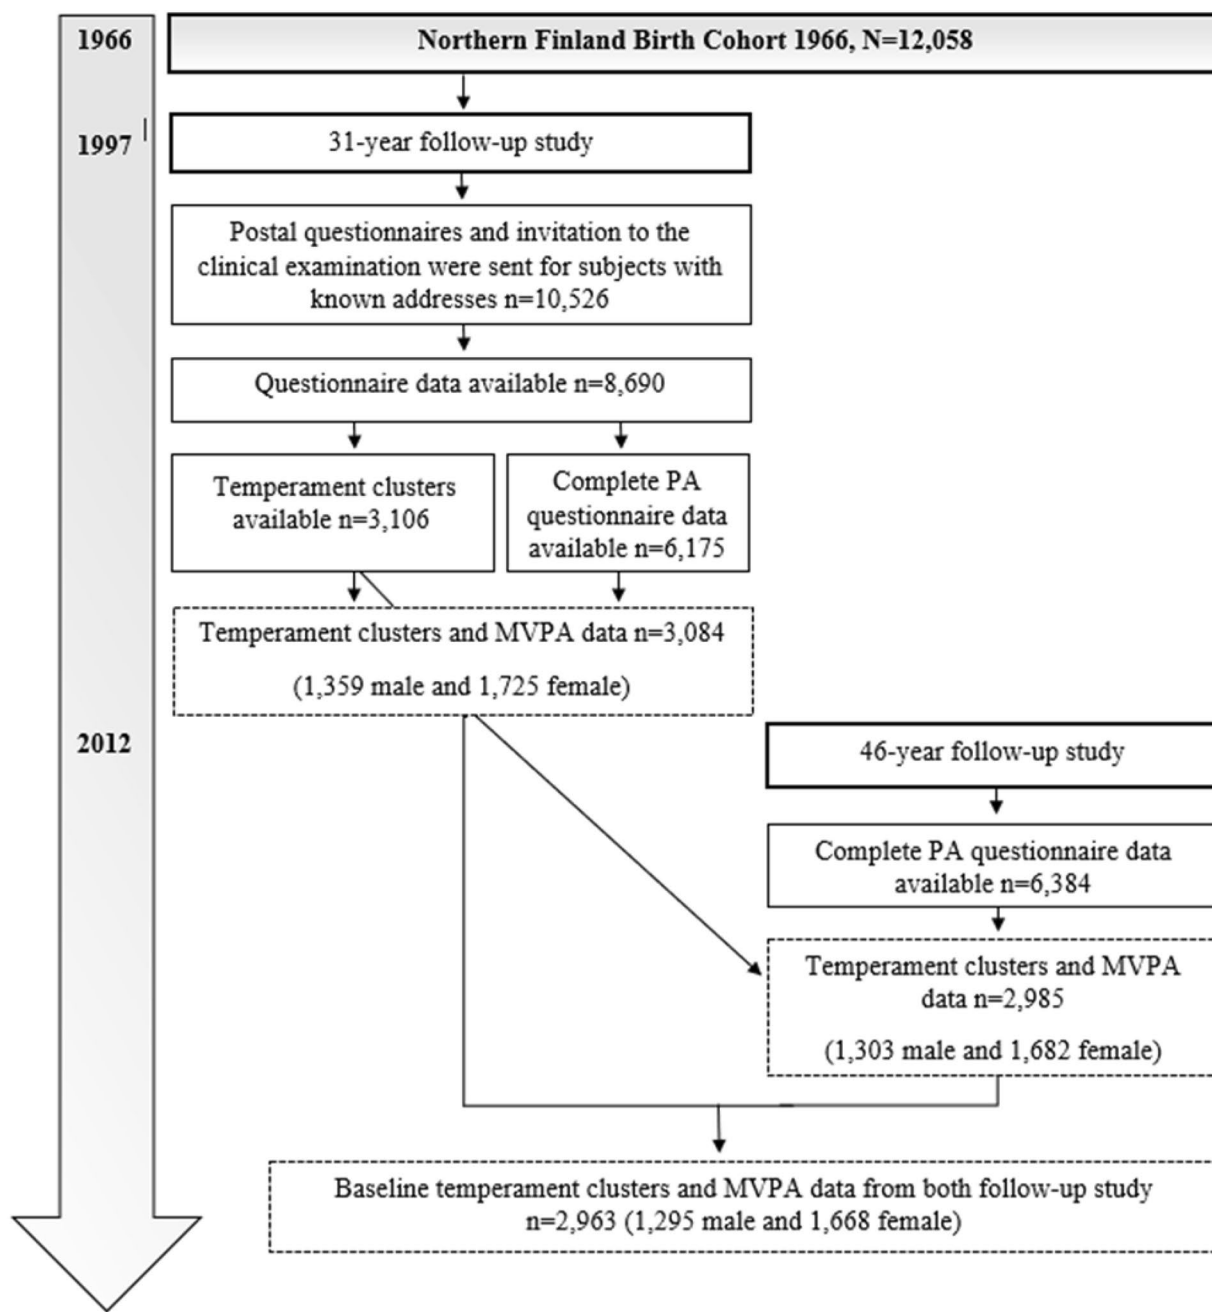 1966
Northern Finland Birth Cohort 1966, N=12,058
1997
31-year follow-up study
Postal questionnaires and invitation to the
clinical examination were sent for subjects with
known addresses n=10,526
Questionnaire data available n=8,690
Temperament clusters
available n=3,106
Complete PA
questionnaire data
available n=6,175
Temperament clusters and MVPA data n=3,084
(1,359 male and 1,725 female)
2012
46-year follow-up study
Complete PA questionnaire data
available n=6,384
Temperament clusters and MVPA
data n=2,985
(1,303 male and 1,682 female)
Baseline temperament clusters and MVPA data from both follow-up study
n=2,963 (1,295 male and 1,668 female)